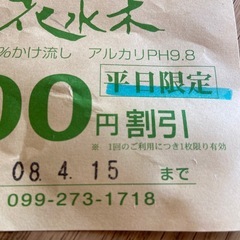 花水木
%かけ流し アルカリPH9.8
平日限定
00円割引
※ 1回のご利用につき1枚限り有効
08.4.15 まで
099-273-1718